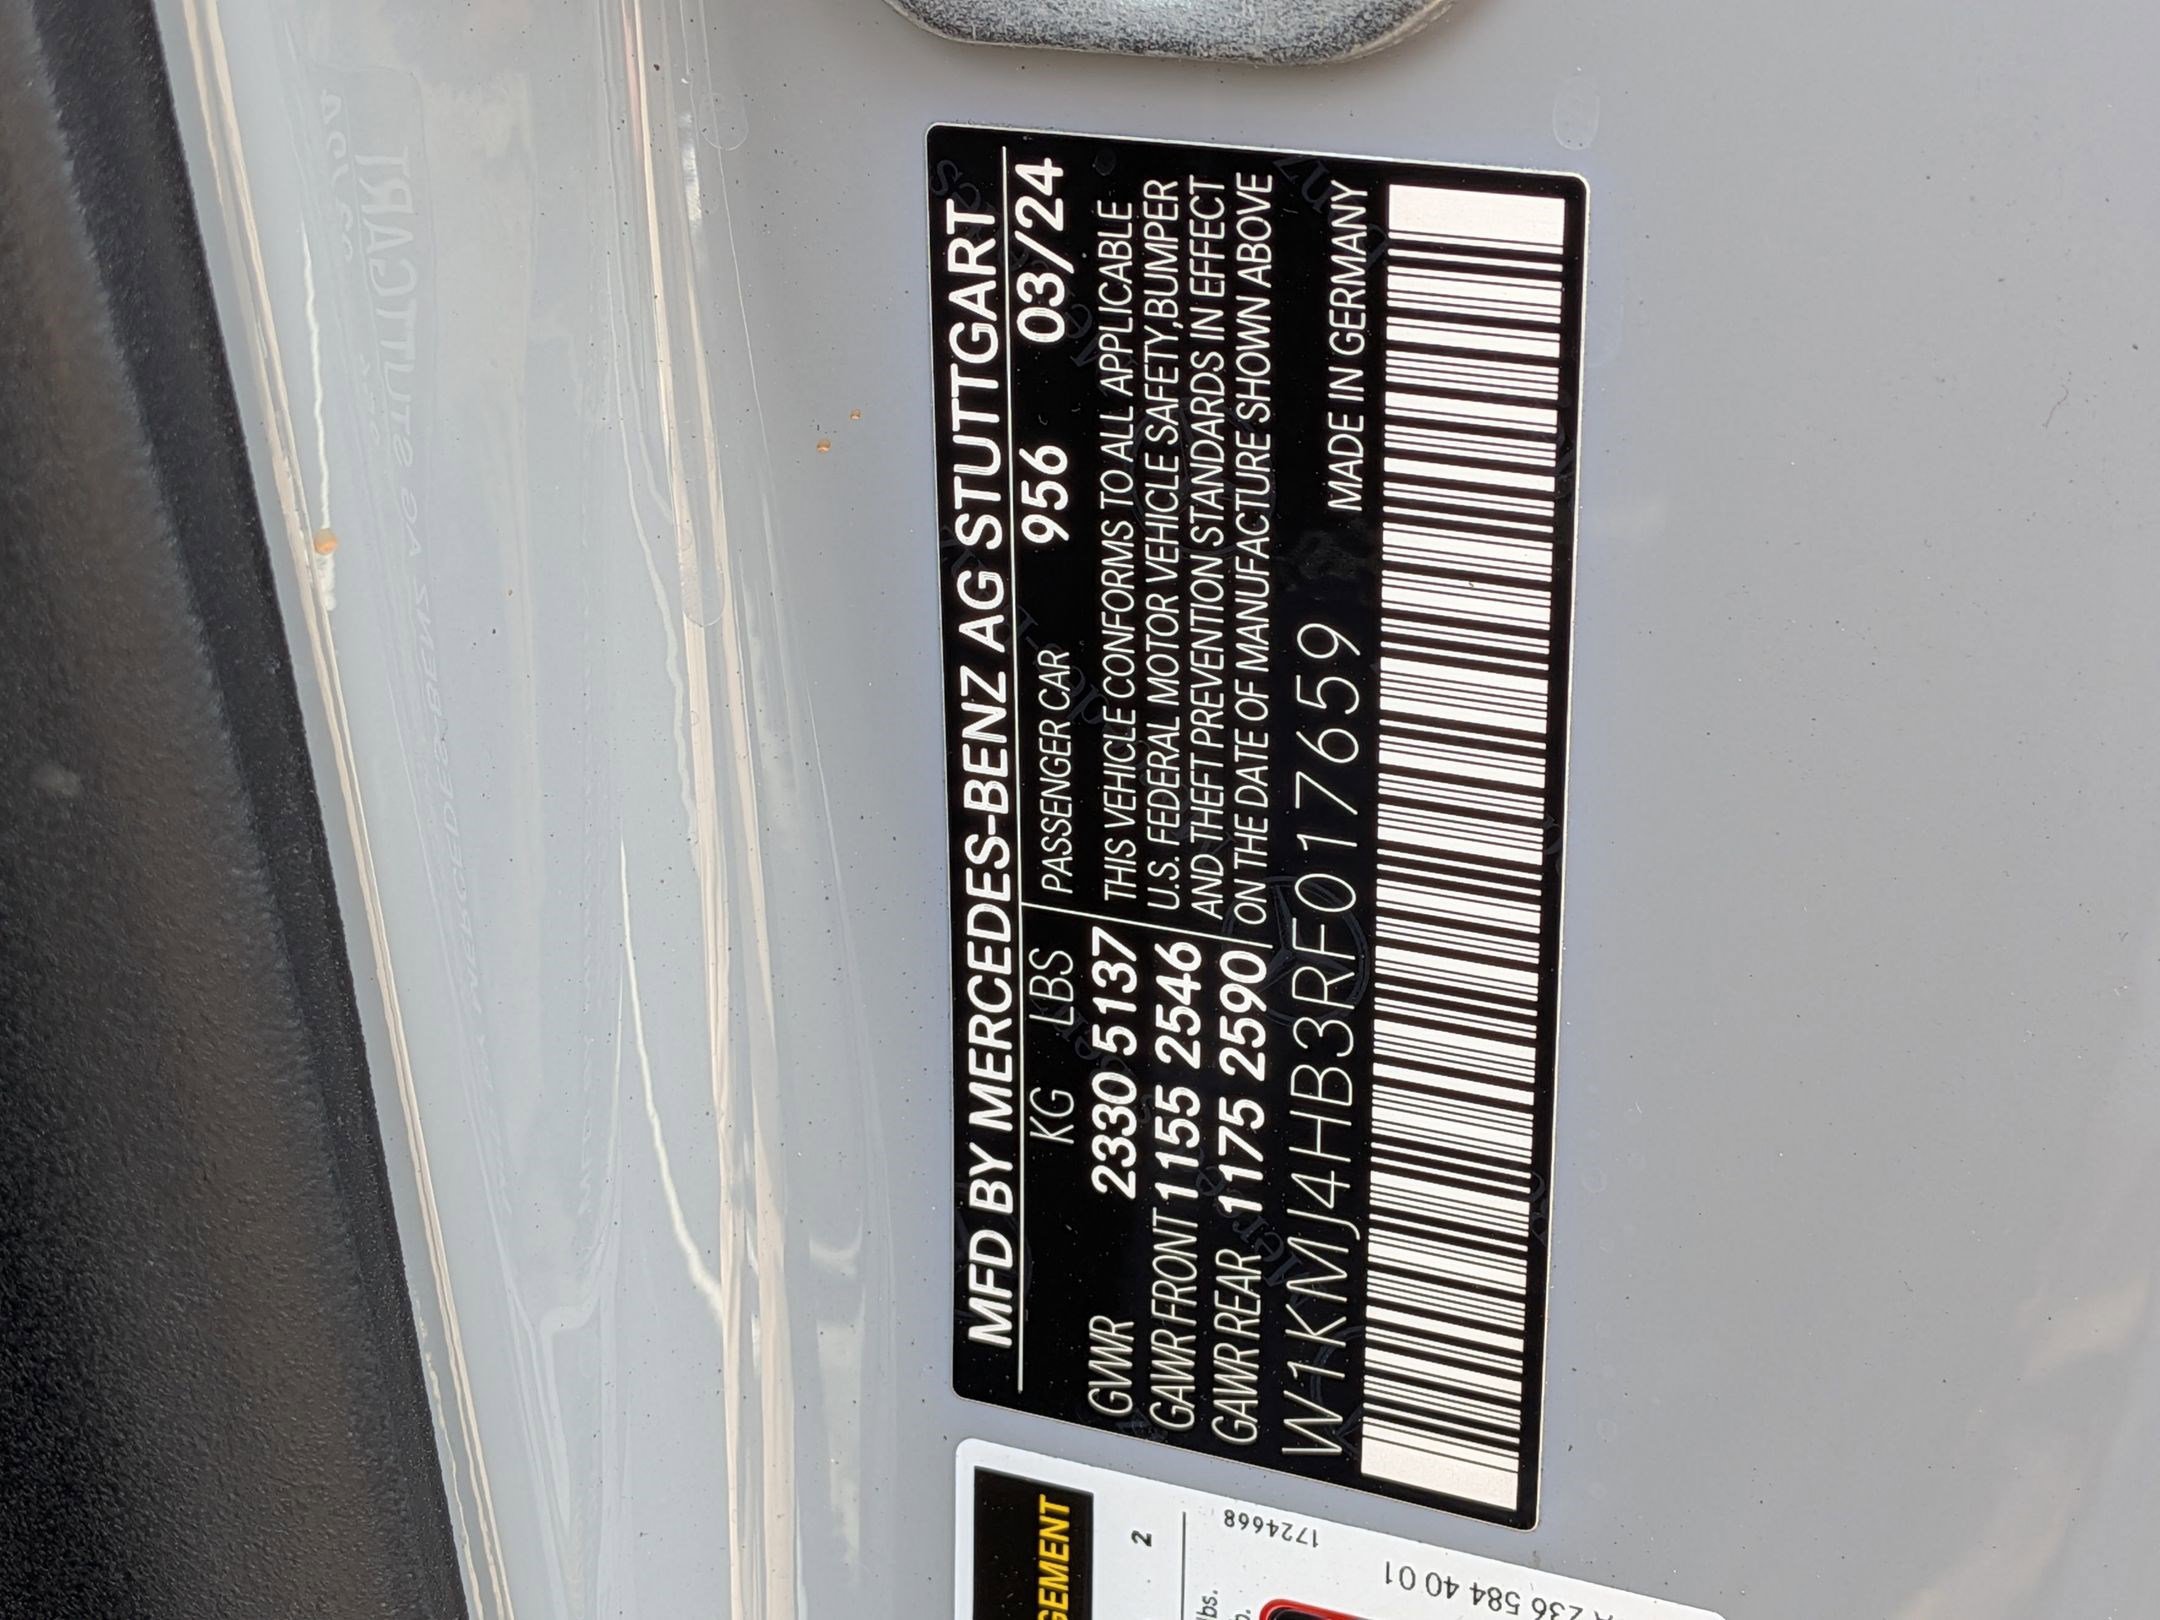 MFD BY MERCEDES-BENZ AG STUTTGART
KG LBS PASSENGER CAR 956 03/24
GVWR 2330 5137
GAWR FRONT 1155 2546
GAWR REAR 1175 2590
THIS VEHICLE CONFORMS TO ALL APPLICABLE
U.S. FEDERAL MOTOR VEHICLE SAFETY,BUMPER
AND THEFT PREVENTION STANDARDS IN EFFECT
ON THE DATE OF MANUFACTURE SHOWN ABOVE
W1KMJ4HB3RF017659 MADE IN GERMANY
GEMENT
2
lbs.
1724668
A 236 584 40 01